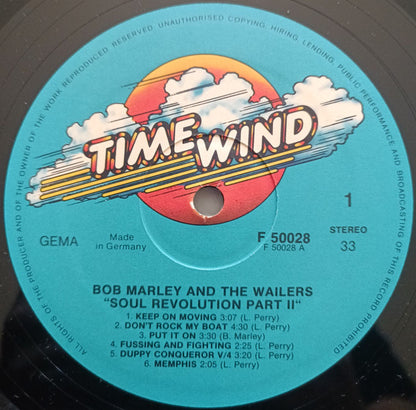 ALL RIGHTS OF THE PRODUCER AND OF THE OWNER OF THE WORK REPRODUCED RESERVED. UNAUTHORISED COPYING, HIRING, LENDING, PUBLIC PERFORMANCE AND BROADCASTING OF THIS RECORD PROHIBITED
TIME WIND
1
GEMA
Made
in Germany
F 50028
F 50028 A
STEREO
33
BOB MARLEY AND THE WAILERS
"SOUL REVOLUTION PART II"
1. KEEP ON MOVING 3:07 (L. Perry)
2. DON'T ROCK MY BOAT 4:30 (L. Perry)
3. PUT IT ON 3:30 (B. Marley)
4. FUSSING AND FIGHTING 2:25 (L. Perry)
5. DUPPY CONQUEROR V/4 3:20 (L. Perry)
6. MEMPHIS 2:05 (L. Perry)